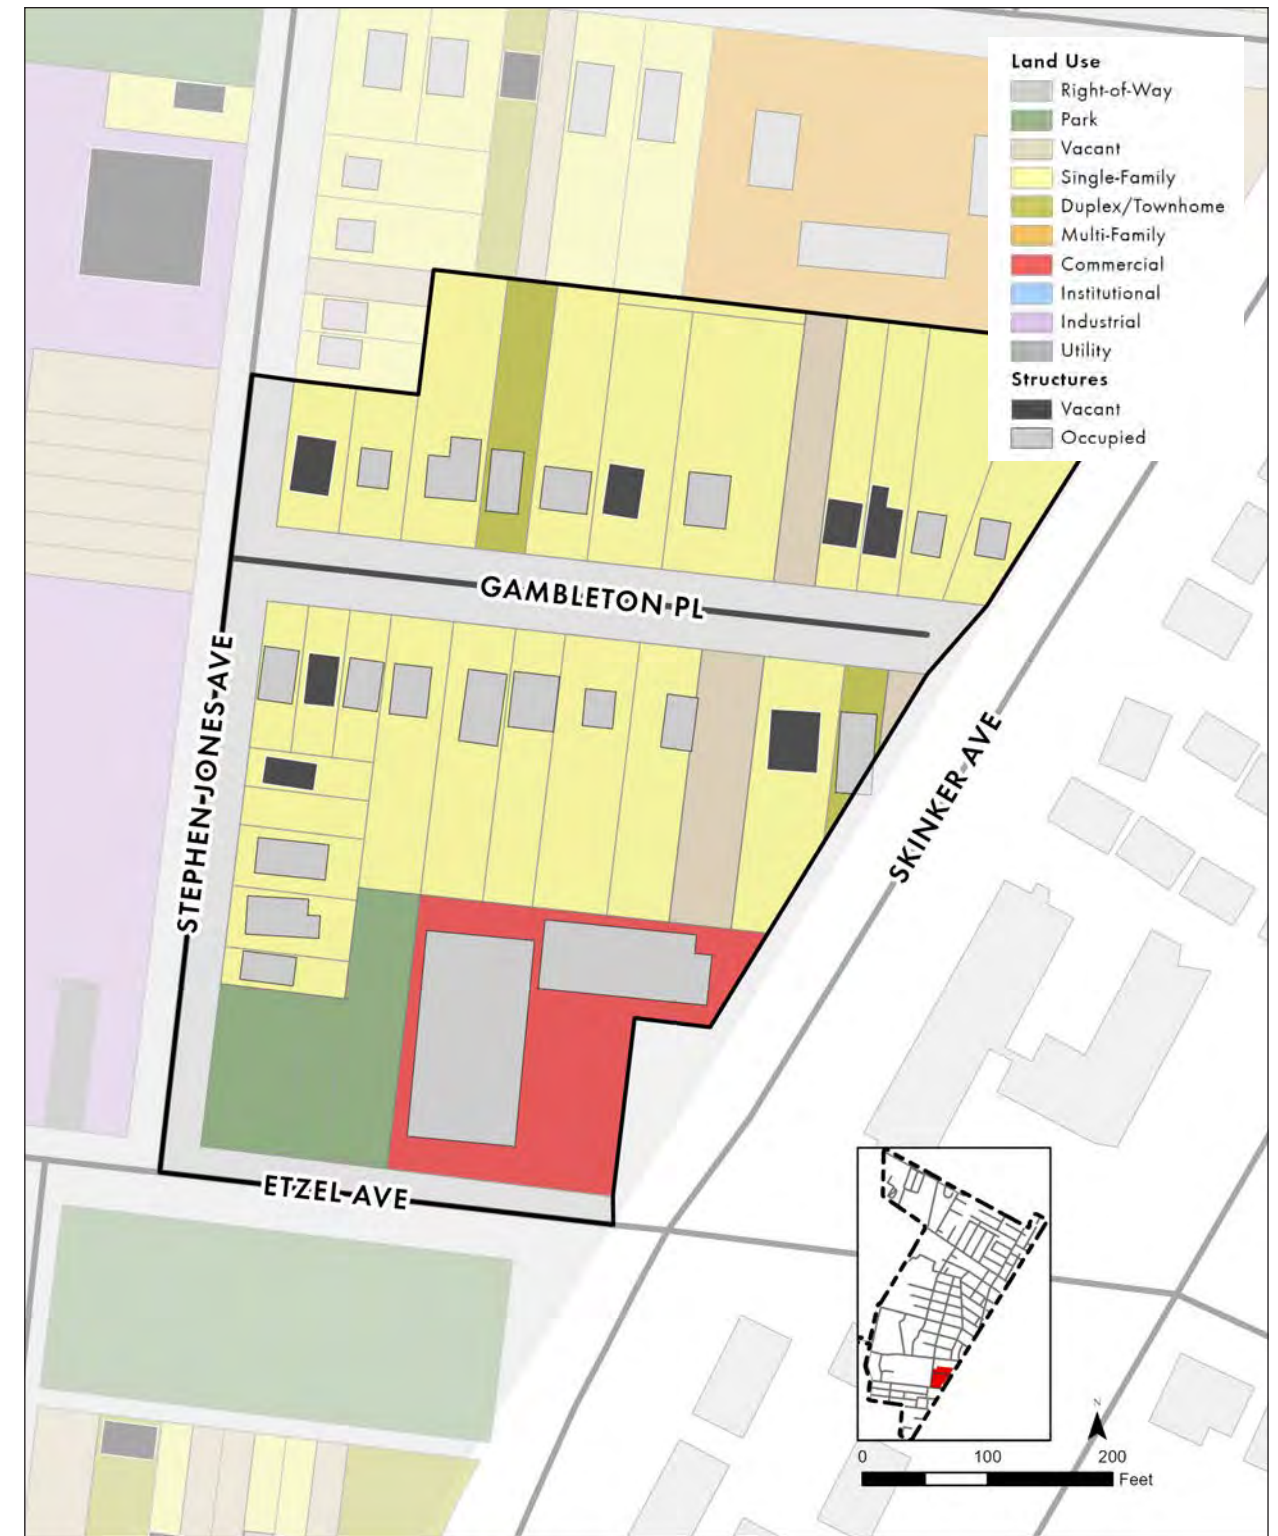 Land Use
Right-of-Way
Park
Vacant
Single-Family
Duplex/Townhome
Multi-Family
Commercial
Institutional
Industrial
Utility
Structures
Vacant
Occupied
GAMBLETON PL
STEPHEN JONES AVE
SKINKER AVE
ETZEL AVE
N
0 100 200
Feet